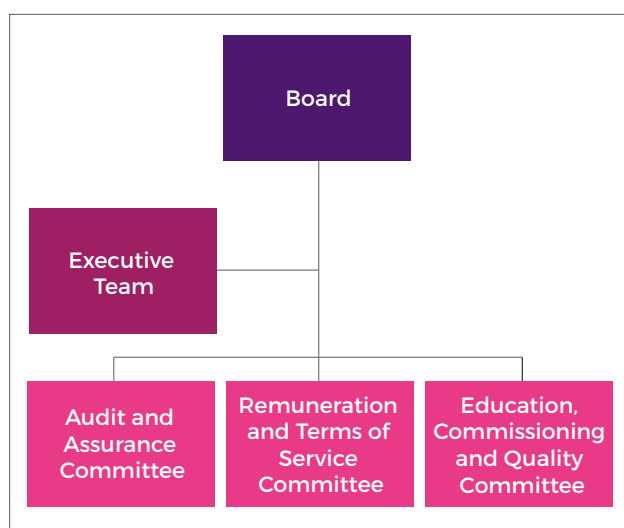 Board
Executive
Team
Audit and
Assurance
Committee
Remuneration
and Terms of
Service
Committee
Education,
Commissioning
and Quality
Committee